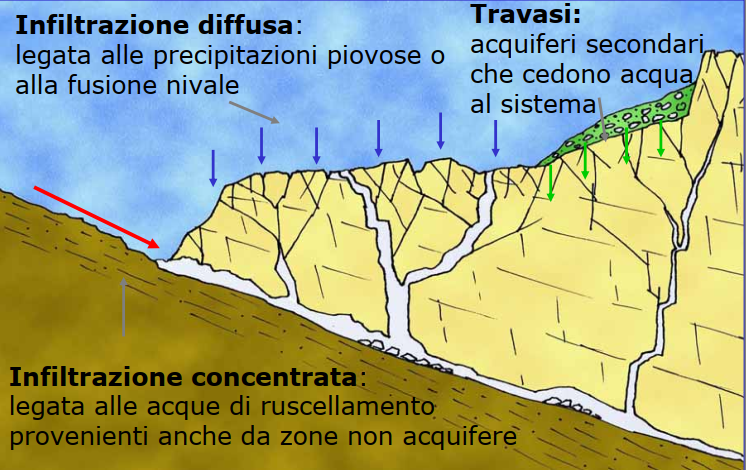 Infiltrazione diffusa:
legata alle precipitazioni piovose o
alla fusione nivale
Travasi:
acquiferi secondari
che cedono acqua
al sistema
Infiltrazione concentrata:
legata alle acque di ruscellamento
provenienti anche da zone non acquifere